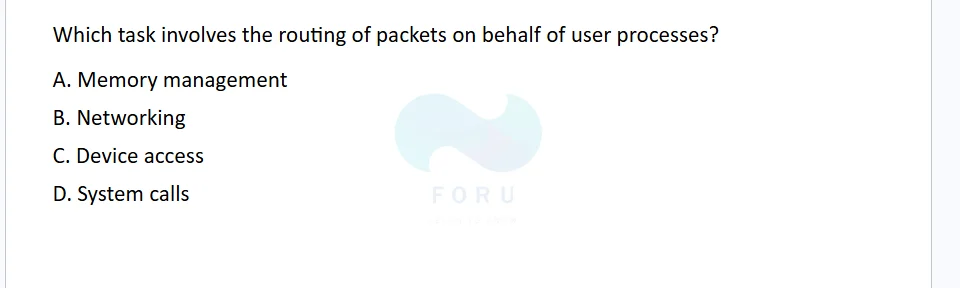 Which task involves the routing of packets on behalf of user processes?
A. Memory management
B. Networking
C. Device access
D. System calls
FORU